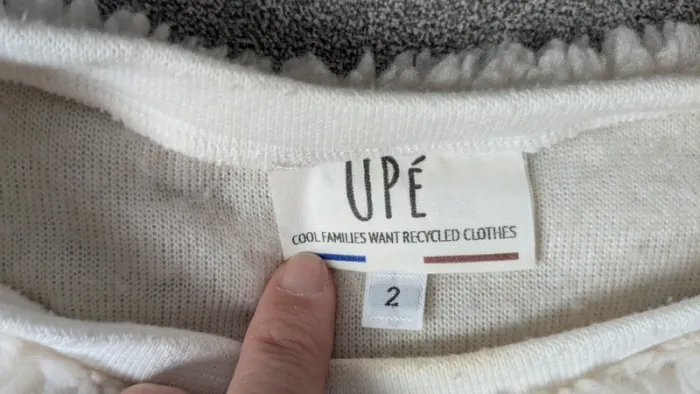 UPÉ
COOL FAMILIES WANT RECYCLED CLOTHES
2